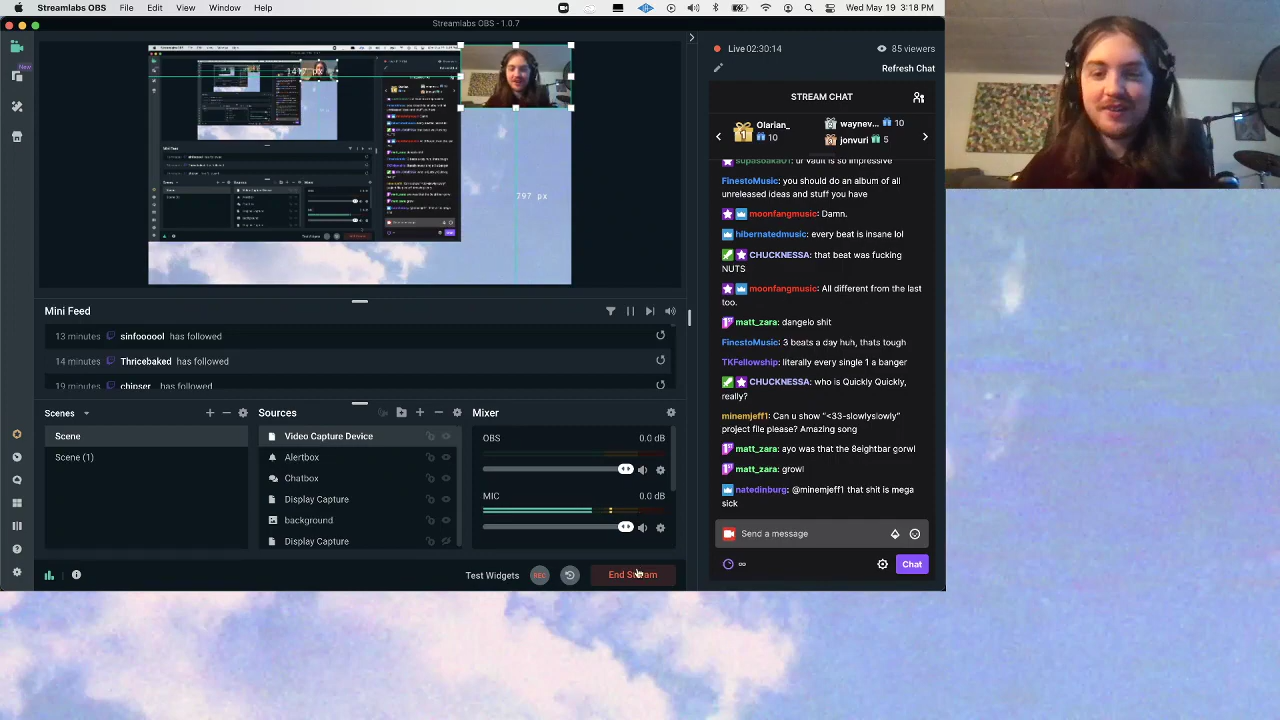 Streamlabs OBS File Edit View Window Help
Wed May 19 3:18 PM
Streamlabs OBS - 1.0.7
New
797 px
Mini Feed
13 minutes sinfoooool has followed
14 minutes Thricebaked has followed
19 minutes chipser_ has followed
Scenes
Scene
Scene (1)
Sources
Video Capture Device
Alertbox
Chatbox
Display Capture
background
Display Capture
Mixer
OBS 0.0 dB
MIC 0.0 dB
Test Widgets REC End Stream
Live 0:30:14 85 viewers
Refresh Chat
STREAM CHAT
1 10
10
5
supasoaka01: ur vault is so impressive
FinestoMusic: you should put an album of
all unreleased ideas and stuff you have
moonfangmusic: Damn.
hibernatedmusic: every beat is insane lol
CHUCKNESSA: that beat was fucking
NUTS
moonfangmusic: All different from the last
too.
matt_zara: dangelo shit
FinestoMusic: 3 beats a day huh, thats tough
TKFellowship: literally every single 1 a banger
CHUCKNESSA: who is Quickly Quickly,
really?
minemjeff1: Can u show "<33-slowlyslowly"
project file please? Amazing song
matt_zara: ayo was that the 8eightbar gorwl
matt_zara: growl
natedinburg: @minemjeff1 that shit is mega
sick
Send a message
Chat